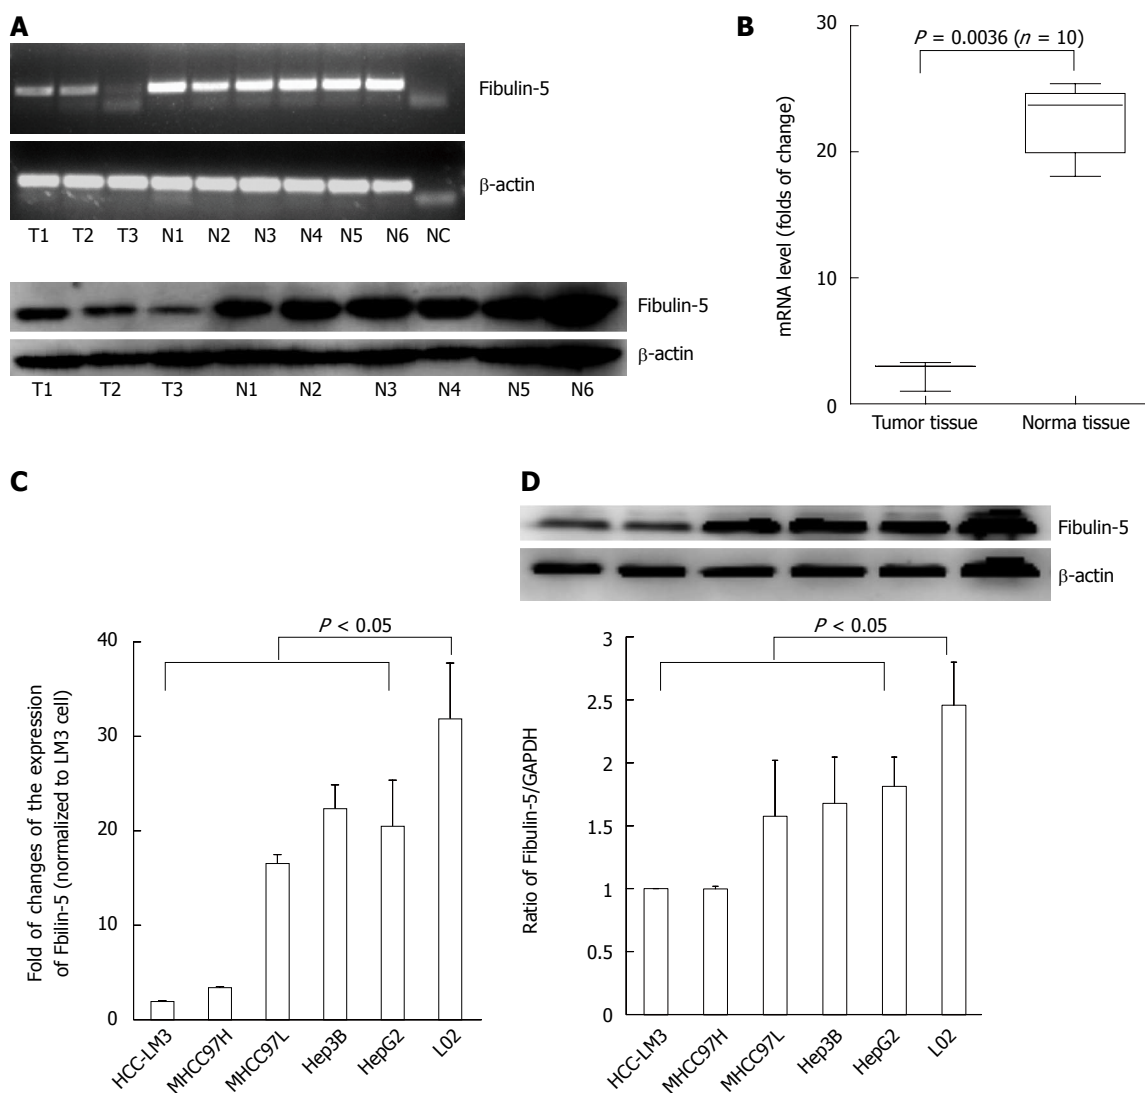 A
Fibulin-5
β-actin
T1 T2 T3 N1 N2 N3 N4 N5 N6 NC
Fibulin-5
β-actin
T1 T2 T3 N1 N2 N3 N4 N5 N6
B
P = 0.0036 (n = 10)
mRNA level (folds of change)
30
20
10
0
Tumor tissue Norma tissue
C
P < 0.05
Fold of changes of the expression
of Fbilin-5 (normalized to LM3 cell)
40
30
20
10
0
HCC-LM3 MHCC97H MHCC97L Hep3B HepG2 L02
D
Fibulin-5
β-actin
P < 0.05
Ratio of Fibulin-5/GAPDH
3
2.5
2
1.5
1
0.5
0
HCC-LM3 MHCC97H MHCC97L Hep3B HepG2 L02